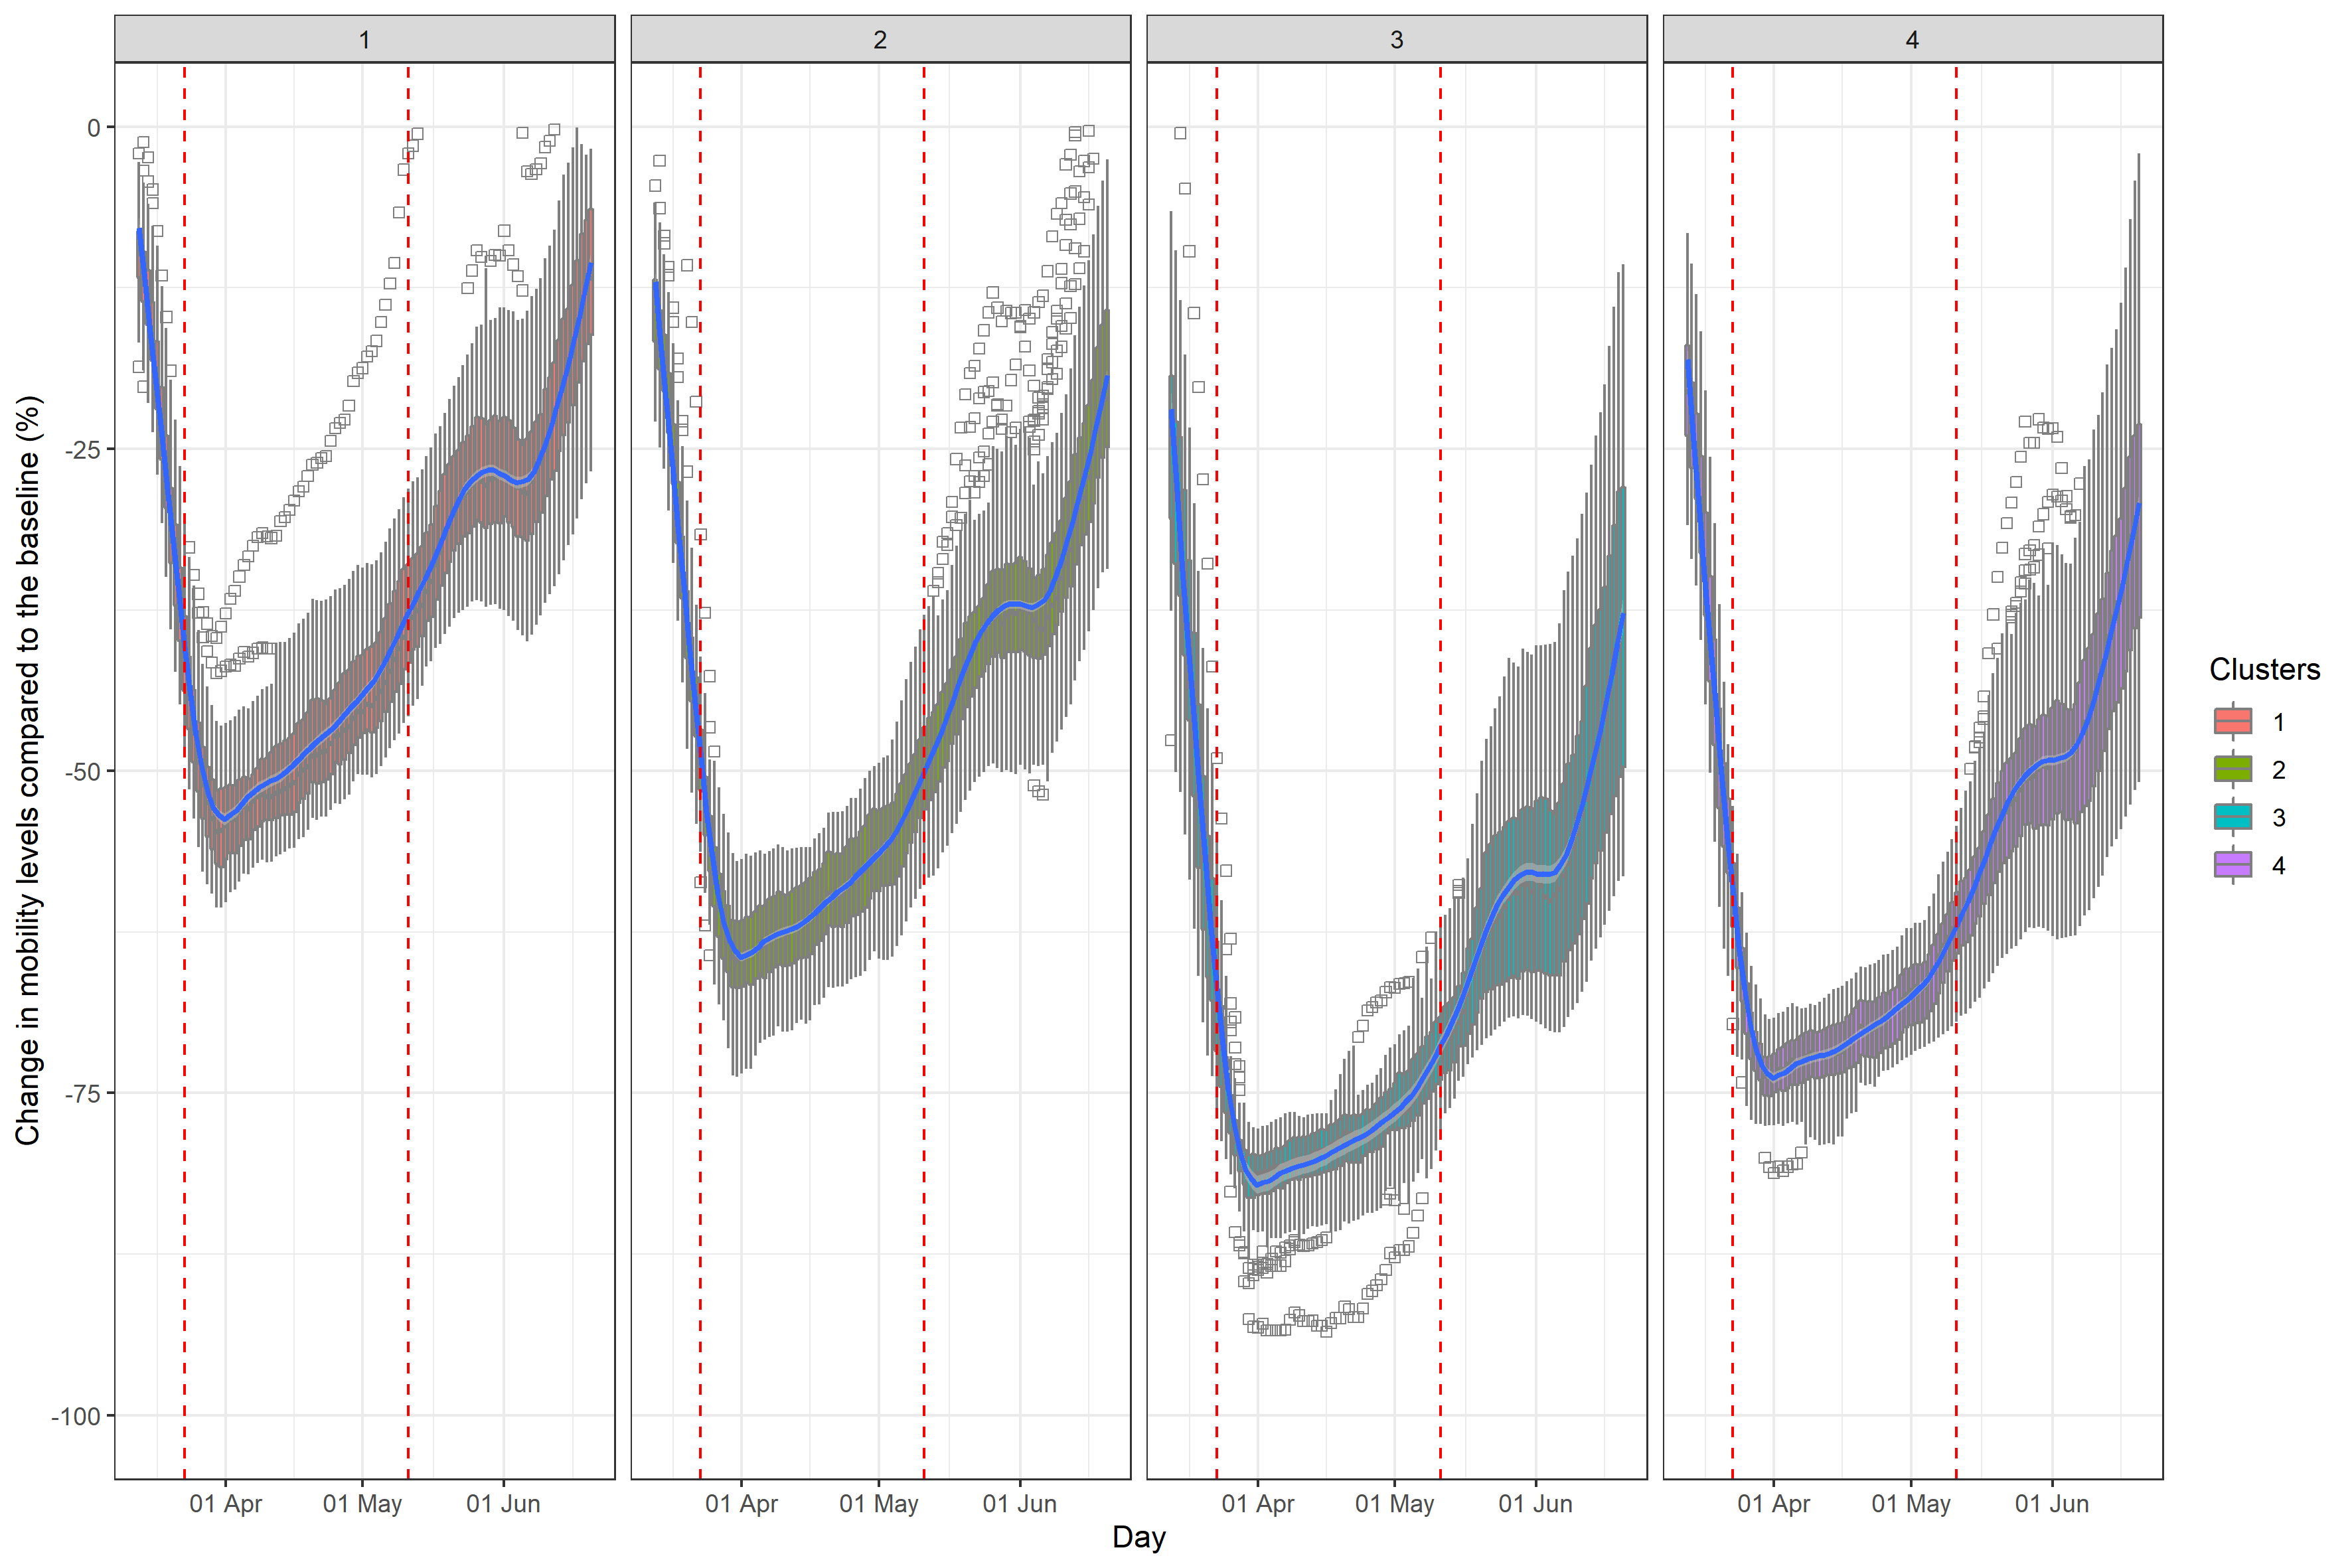 1 2 3 4
Change in mobility levels compared to the baseline (%)
0
-25
-50
-75
-100
01 Apr 01 May 01 Jun 01 Apr 01 May 01 Jun 01 Apr 01 May 01 Jun 01 Apr 01 May 01 Jun
Day
Clusters
1
2
3
4